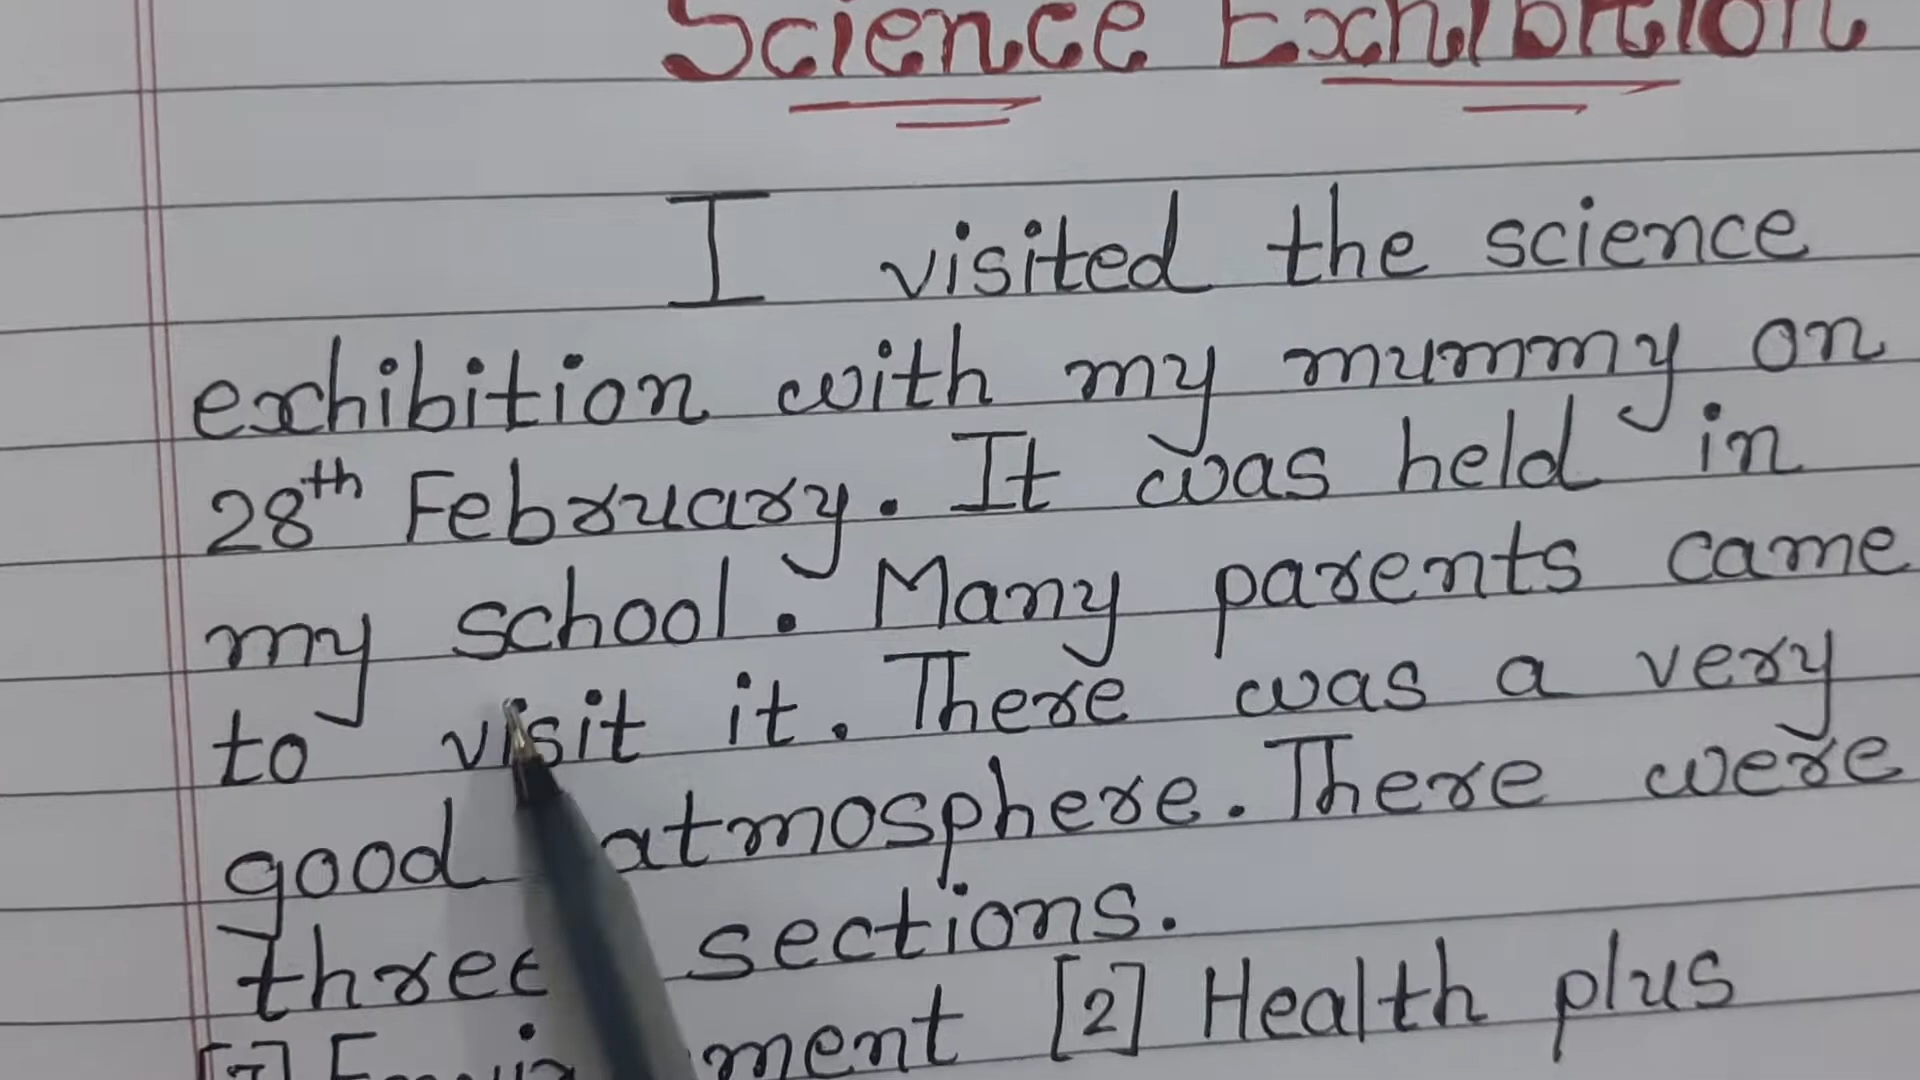 Science Exhibition
I visited the science
exhibition with my mummy on
28th February. It was held in
my school. Many parents came
to visit it. There was a very
good atmosphere. There were
three sections.
[2] Health plus